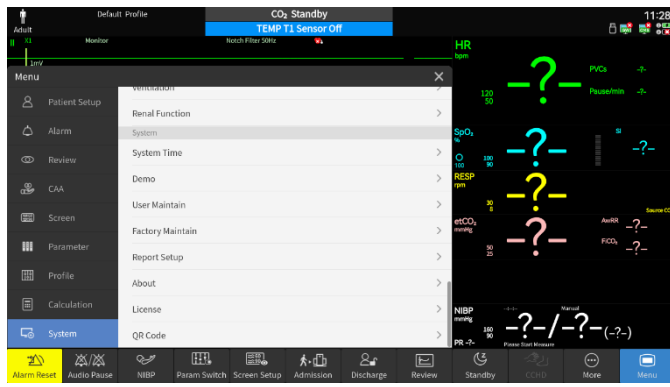 Default Profile
CO₂ Standby
11:28
Adult
TEMP T1 Sensor Off
II
X1
Monitor
Notch Filter 50Hz
1mV
Menu
Patient Setup
Alarm
Review
CAA
Screen
Parameter
Profile
Calculation
System
Ventilation
Renal Function
System
System Time
Demo
User Maintain
Factory Maintain
Report Setup
About
License
QR Code
HR
bpm
120
50
-?-
PVCs -?-
Pause/min -?-
SpO₂
%
100
90
100
-?-
SI
-?-
RESP
rpm
30
8
-?-
etCO₂
mmHg
50
25
-?-
AwRR -?-
FiCO₂ -?-
NIBP
mmHg
160
90
--:--
Manual
-?-/-?-(-?-)
PR -?-
Please Start Measure
Alarm Reset
Audio Pause
NIBP
Param Switch
Screen Setup
Admission
Discharge
Review
Standby
CCHD
More
Menu